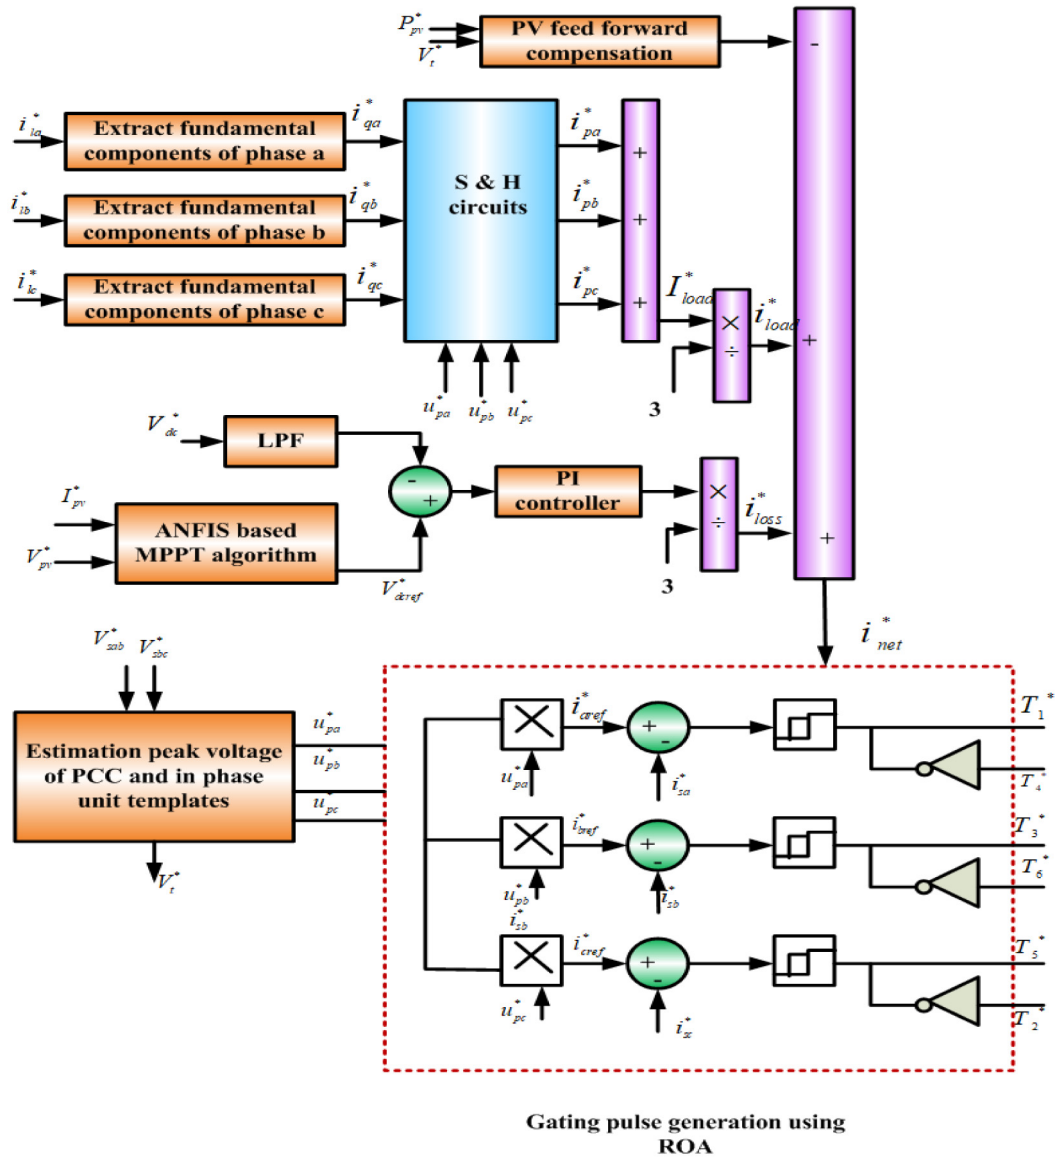 P*pv
V*t
PV feed forward
compensation
-
i*la
Extract fundamental
components of phase a
i*qa
i*lb
Extract fundamental
components of phase b
i*qb
i*lc
Extract fundamental
components of phase c
i*qc
S & H
circuits
i*pa
i*pb
i*pc
+
+
+
u*pa
u*pb
u*pc
I*load
3
×
÷
i*load
+
V*dc
LPF
I*pv
V*pv
ANFIS based
MPPT algorithm
V*dcref
-
+
PI
controller
3
×
÷
i*loss
+
i*net
V*sab
V*sbc
Estimation peak voltage
of PCC and in phase
unit templates
u*pa
u*pb
u*pc
V*t
u*pa
i*aref
+
-
i*sa
T1*
T4*
u*pb
i*sb
i*bref
+
-
i*sb
T3*
T6*
u*pc
i*cref
+
-
i*sc
T5*
T2*
Gating pulse generation using
ROA